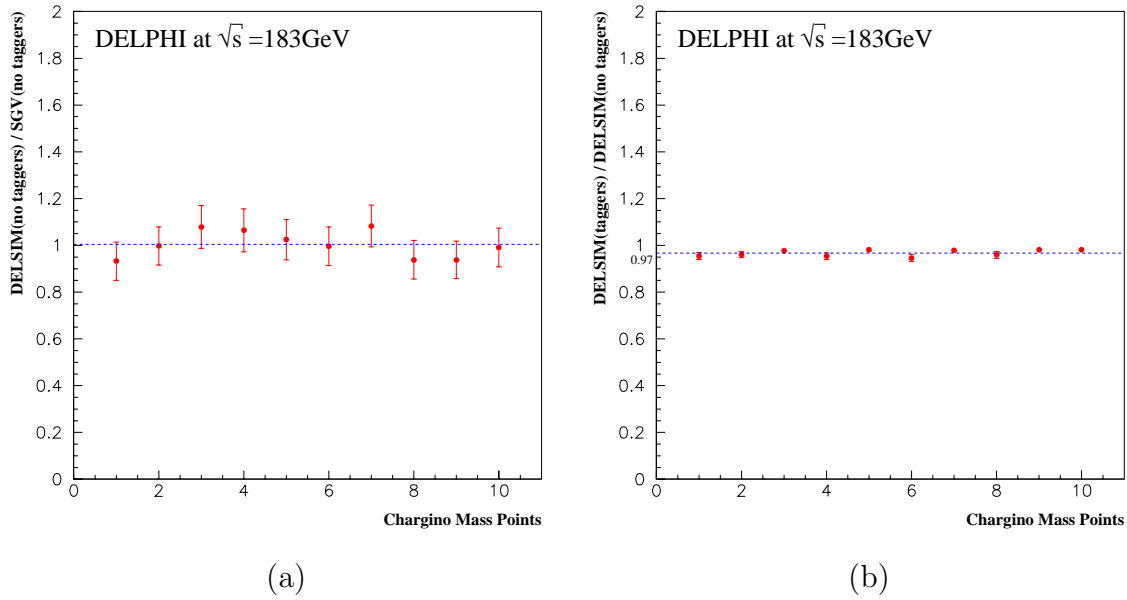 DELPHI at √s =183GeV
DELSIM(no taggers) / SGV(no taggers)
2
1.8
1.6
1.4
1.2
1
0.8
0.6
0.4
0.2
0
0 2 4 6 8 10
Chargino Mass Points
(a)
DELPHI at √s =183GeV
DELSIM(taggers) / DELSIM(no taggers)
2
1.8
1.6
1.4
1.2
1
0.97
0.8
0.6
0.4
0.2
0
0 2 4 6 8 10
Chargino Mass Points
(b)